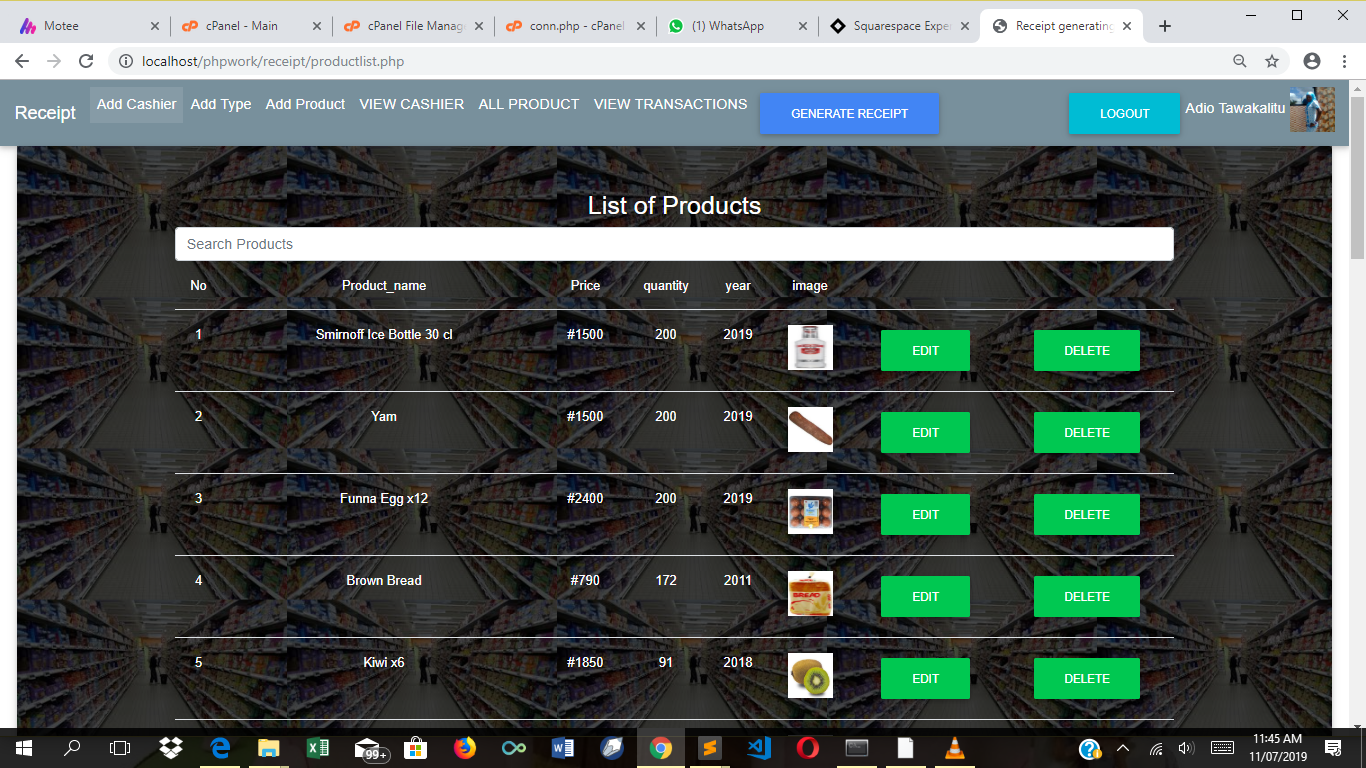 Motee
cPanel - Main
cPanel File Manag
conn.php - cPanel
(1) WhatsApp
Squarespace Exper
Receipt generating
localhost/phpwork/receipt/productlist.php
Receipt
Add Cashier
Add Type
Add Product
VIEW CASHIER
ALL PRODUCT
VIEW TRANSACTIONS
GENERATE RECEIPT
LOGOUT
Adio Tawakalitu
List of Products
Search Products
No Product_name Price quantity year image
1 Smirnoff Ice Bottle 30 cl #1500 200 2019 EDIT DELETE
2 Yam #1500 200 2019 EDIT DELETE
3 Funna Egg x12 #2400 200 2019 EDIT DELETE
4 Brown Bread #790 172 2011 EDIT DELETE
BREAD
5 Kiwi x6 #1850 91 2018 EDIT DELETE
99+
11:45 AM
11/07/2019